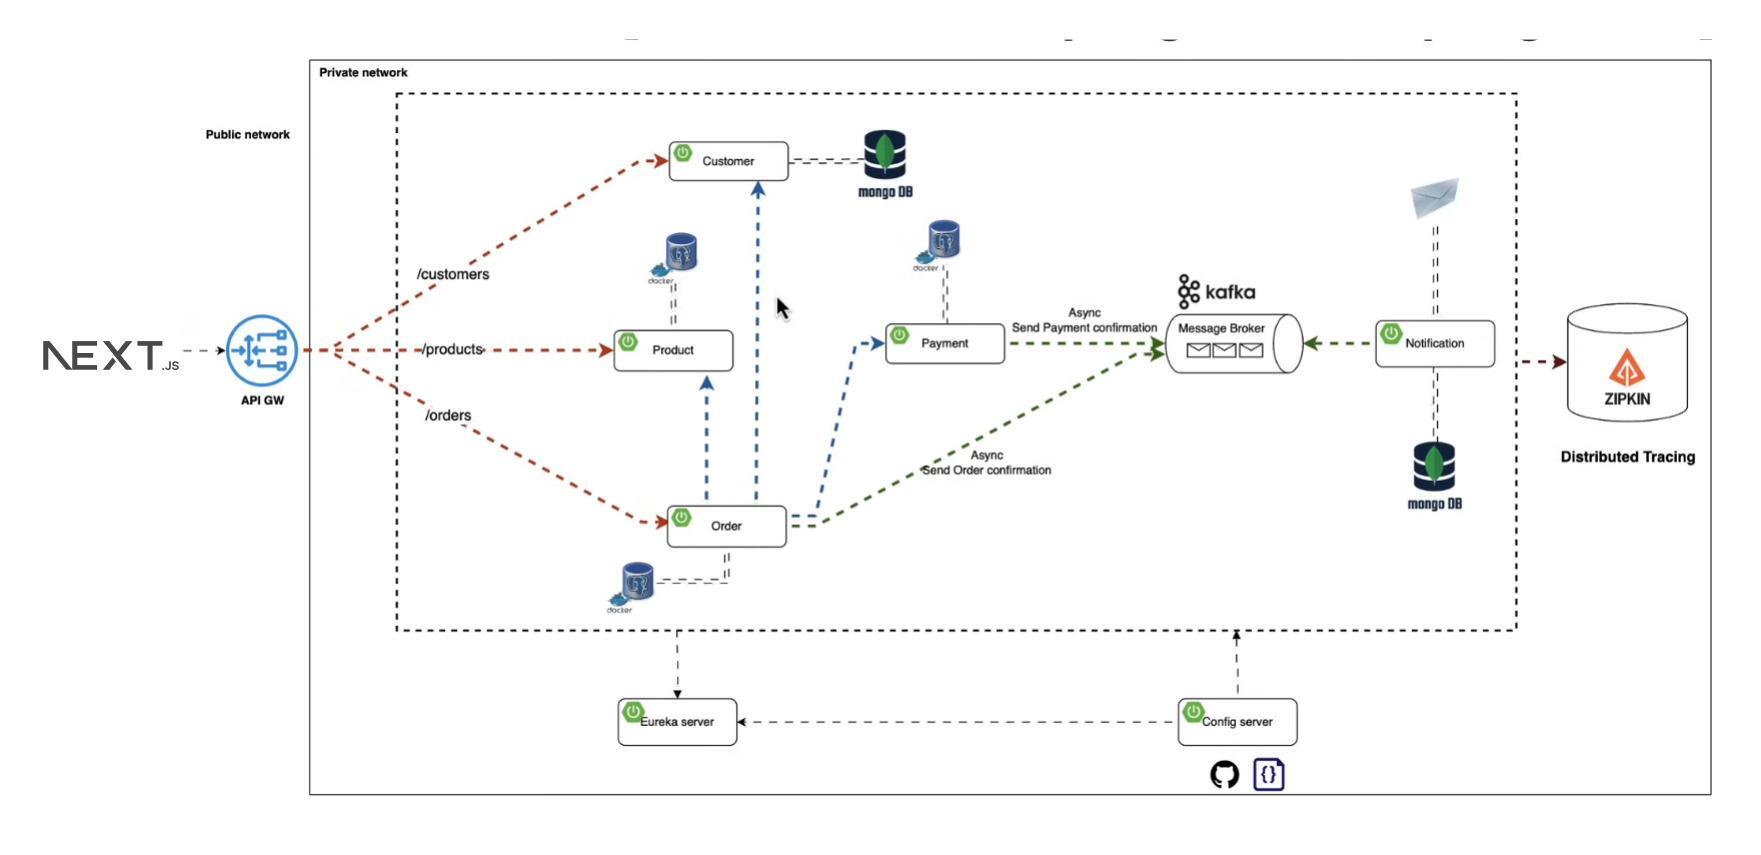 Private network
Public network
Customer
mongo DB
/customers
docker
docker
kafka
Async
Send Payment confirmation
Message Broker
NEXT.JS
/products
Product
Payment
Notification
ZIPKIN
API GW
/orders
Async
Send Order confirmation
Distributed Tracing
mongo DB
Order
docker
Eureka server
Config server
{}